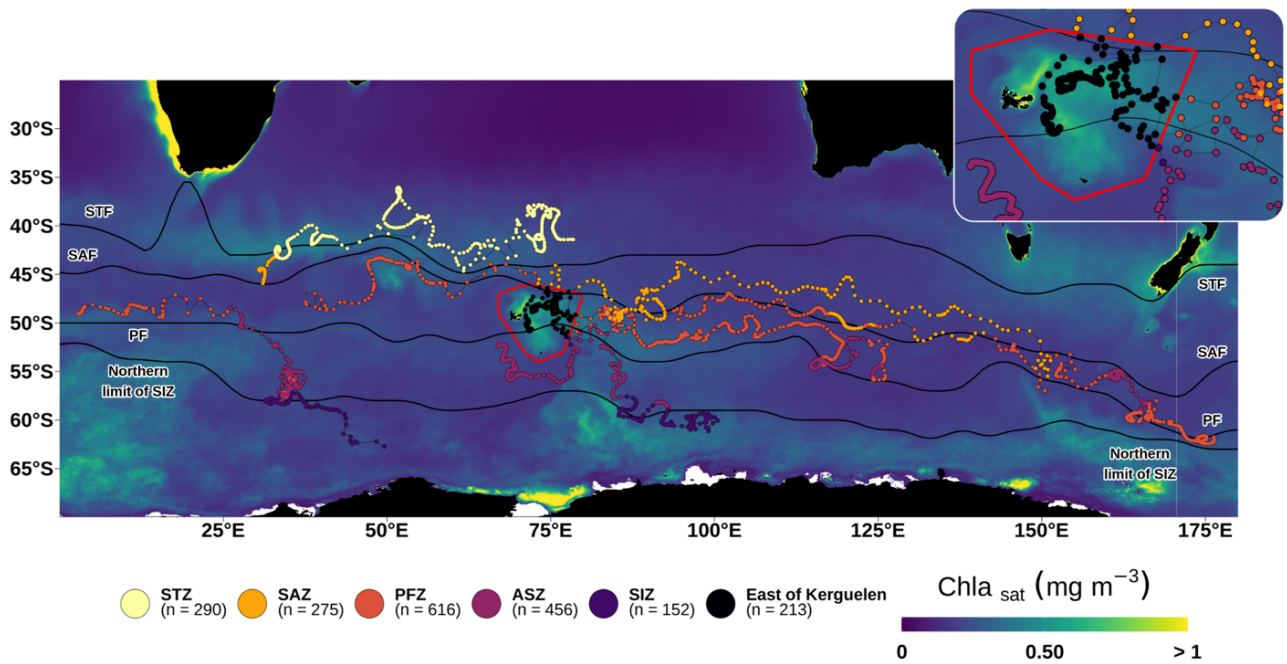 30°S
35°S
40°S
45°S
50°S
55°S
60°S
65°S
STF
SAF
PF
Northern
limit of SIZ
STF
SAF
PF
Northern
limit of SIZ
25°E
50°E
75°E
100°E
125°E
150°E
175°E
STZ
(n = 290)
SAZ
(n = 275)
PFZ
(n = 616)
ASZ
(n = 456)
SIZ
(n = 152)
East of Kerguelen
(n = 213)
Chla sat (mg m−3)
0
0.50
> 1